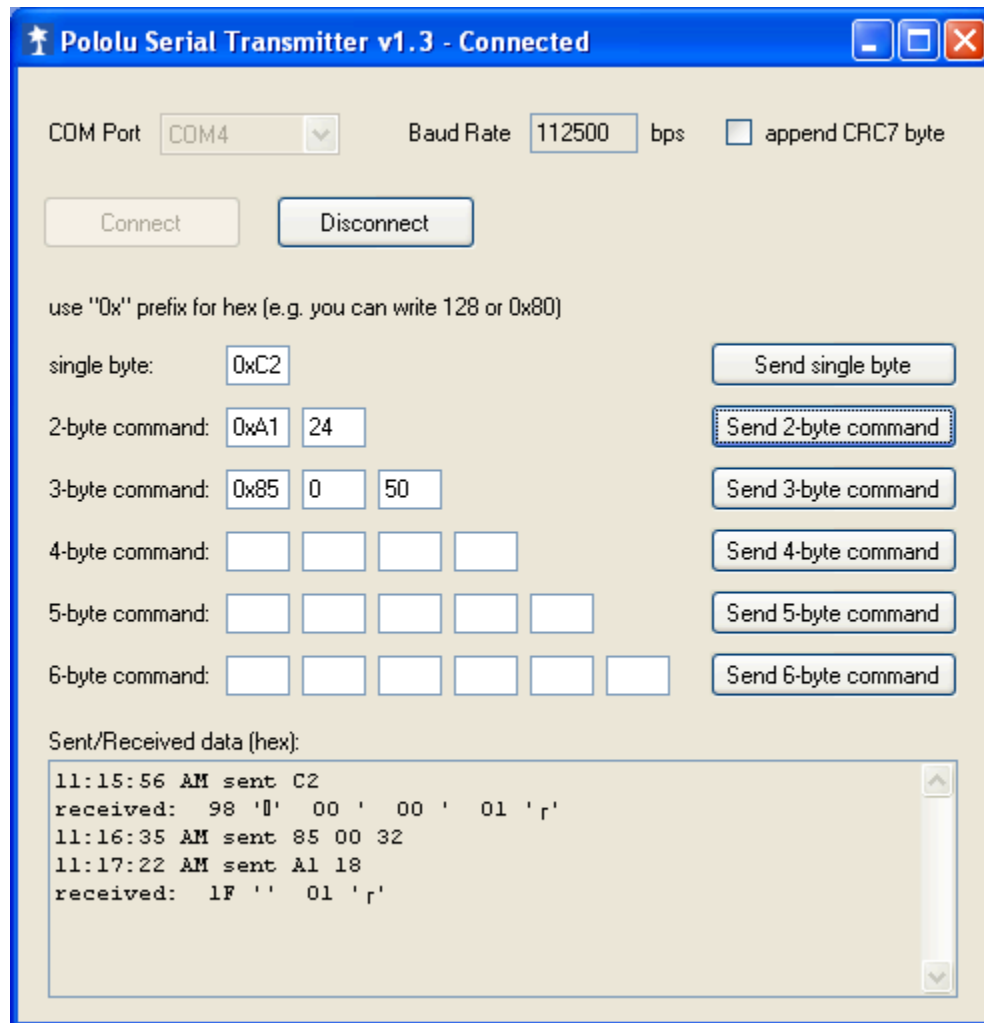 Pololu Serial Transmitter v1.3 - Connected
COM Port COM4 Baud Rate 112500 bps append CRC7 byte
Connect Disconnect
use "0x" prefix for hex (e.g. you can write 128 or 0x80)
single byte: 0xC2 Send single byte
2-byte command: 0xA1 24 Send 2-byte command
3-byte command: 0x85 0 50 Send 3-byte command
4-byte command: Send 4-byte command
5-byte command: Send 5-byte command
6-byte command: Send 6-byte command
Sent/Received data (hex):
11:15:56 AM sent C2
received: 98 '▯' 00 ' 00 ' 01 '┌'
11:16:35 AM sent 85 00 32
11:17:22 AM sent A1 18
received: 1F '' 01 '┌'